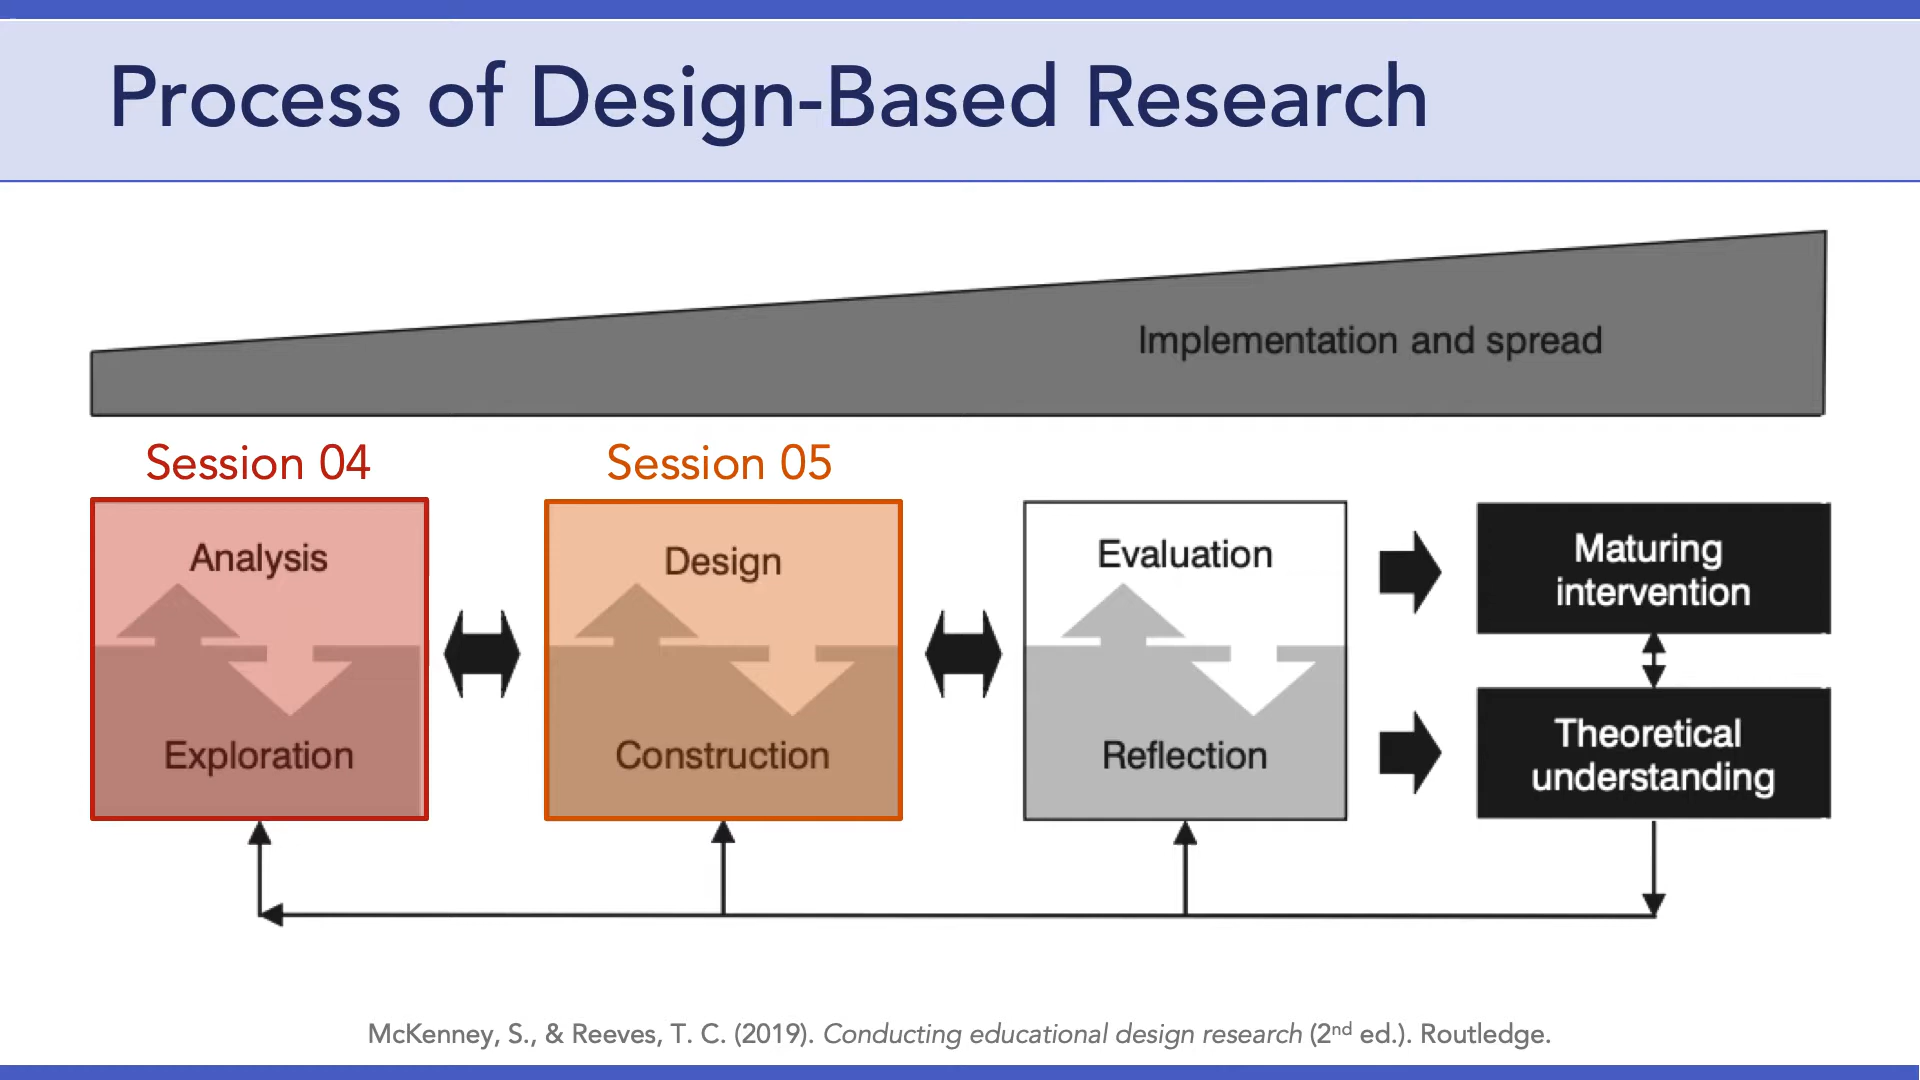 Process of Design-Based Research
Implementation and spread
Session 04
Session 05
Analysis
Exploration
Design
Construction
Evaluation
Reflection
Maturing
intervention
Theoretical
understanding
McKenney, S., & Reeves, T. C. (2019). Conducting educational design research (2nd ed.). Routledge.